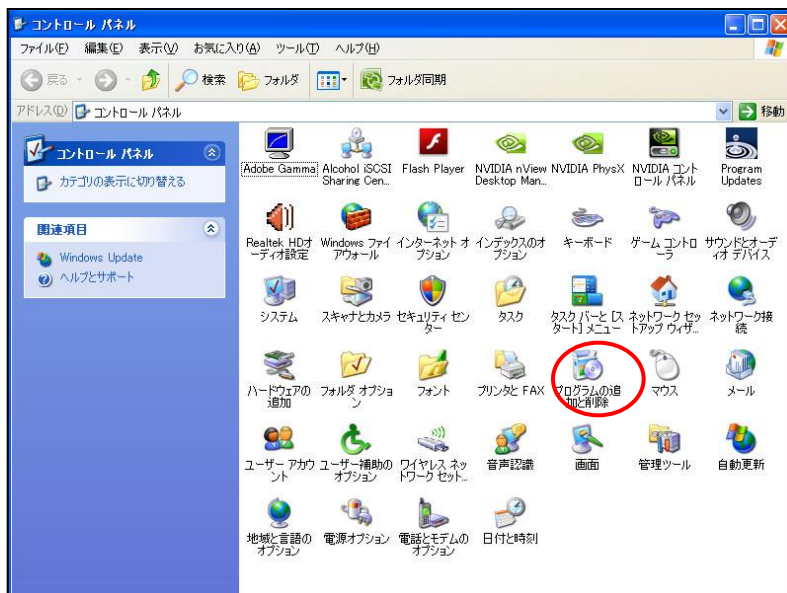 コントロール パネル
ファイル(F) 編集(E) 表示(V) お気に入り(A) ツール(T) ヘルプ(H)
戻る 検索 フォルダ フォルダ同期
アドレス(D) コントロール パネル 移動
コントロール パネル
カテゴリの表示に切り替える
関連項目
Windows Update
ヘルプとサポート
Adobe Gamma
Alcohol iSCSI
Sharing Cen...
Flash Player
NVIDIA nView
Desktop Man...
NVIDIA PhysX
NVIDIA コント
ロール パネル
Program
Updates
Realtek HDオ
ーディオ設定
Windows ファイ
アウォール
インターネット オ
プション
インデックスのオ
プション
キーボード
ゲーム コントロ
ーラ
サウンドとオーデ
ィオ デバイス
システム
スキャナとカメラ
セキュリティ セン
ター
タスク
タスク バーと [ス
タート] メニュー
ネットワーク セッ
トアップ ウィザ...
ネットワーク接
続
ハードウェアの
追加
フォルダ オプショ
ン
フォント
プリンタと FAX
プログラムの追
加と削除
マウス
メール
ユーザー アカウ
ント
ユーザー補助の
オプション
ワイヤレス ネッ
トワーク セット...
音声認識
画面
管理ツール
自動更新
地域と言語の
オプション
電源オプション
電話とモデムの
オプション
日付と時刻